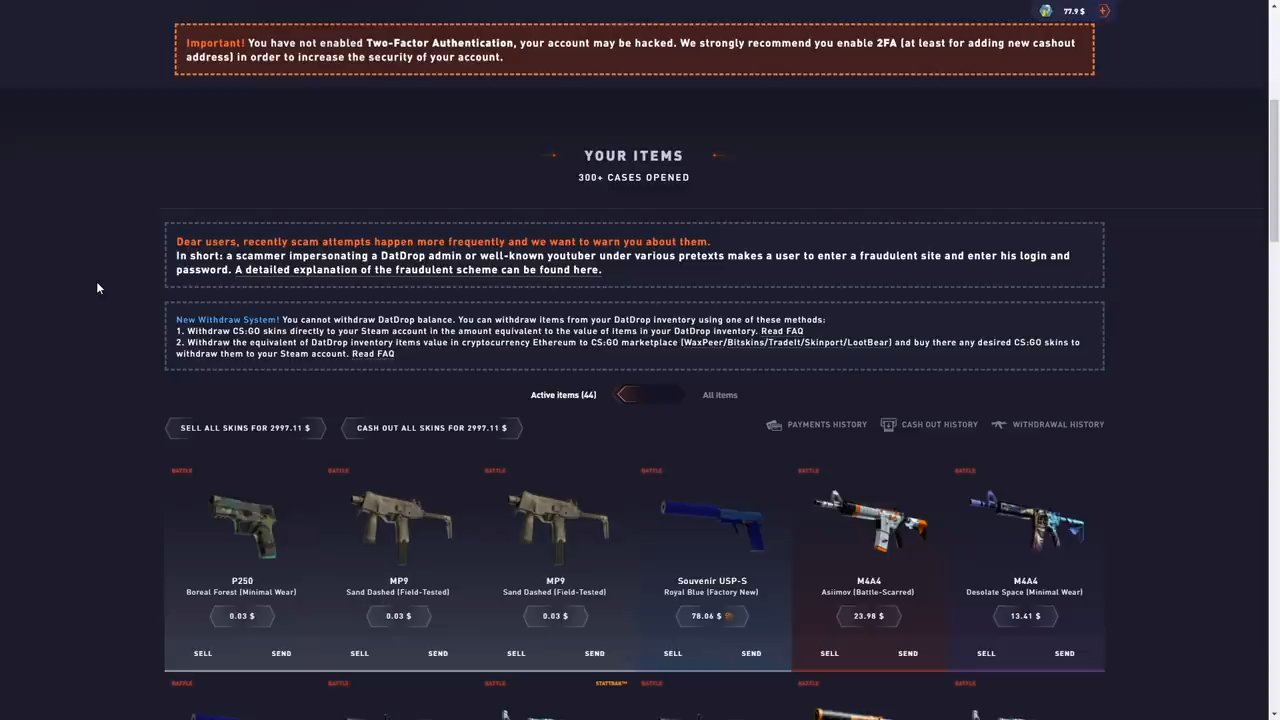 77.9 $
Important! You have not enabled Two-Factor Authentication, your account may be hacked. We strongly recommend you enable 2FA (at least for adding new cashout
address) in order to increase the security of your account.
YOUR ITEMS
300+ CASES OPENED
Dear users, recently scam attempts happen more frequently and we want to warn you about them.
In short: a scammer impersonating a DatDrop admin or well-known youtuber under various pretexts makes a user to enter a fraudulent site and enter his login and
password. A detailed explanation of the fraudulent scheme can be found here.
New Withdraw System! You cannot withdraw DatDrop balance. You can withdraw items from your DatDrop inventory using one of these methods:
1. Withdraw CS:GO skins directly to your Steam account in the amount equivalent to the value of items in your DatDrop inventory. Read FAQ
2. Withdraw the equivalent of DatDrop inventory items value in cryptocurrency Ethereum to CS:GO marketplace (WaxPeer/Bitskins/TradeIt/Skinport/LootBear) and buy there any desired CS:GO skins to
withdraw them to your Steam account. Read FAQ
Active items (44) All items
SELL ALL SKINS FOR 2997.11 $ CASH OUT ALL SKINS FOR 2997.11 $ PAYMENTS HISTORY CASH OUT HISTORY WITHDRAWAL HISTORY
BATTLE BATTLE BATTLE BATTLE BATTLE BATTLE
P250 MP9 MP9 Souvenir USP-S M4A4 M4A4
Boreal Forest (Minimal Wear) Sand Dashed (Field-Tested) Sand Dashed (Field-Tested) Royal Blue (Factory New) Asiimov (Battle-Scarred) Desolate Space (Minimal Wear)
0.03 $ 0.03 $ 0.03 $ 78.06 $ 23.98 $ 13.41 $
SELL SEND SELL SEND SELL SEND SELL SEND SELL SEND SELL SEND
BATTLE BATTLE BATTLE STATTRAK™ BATTLE BATTLE BATTLE